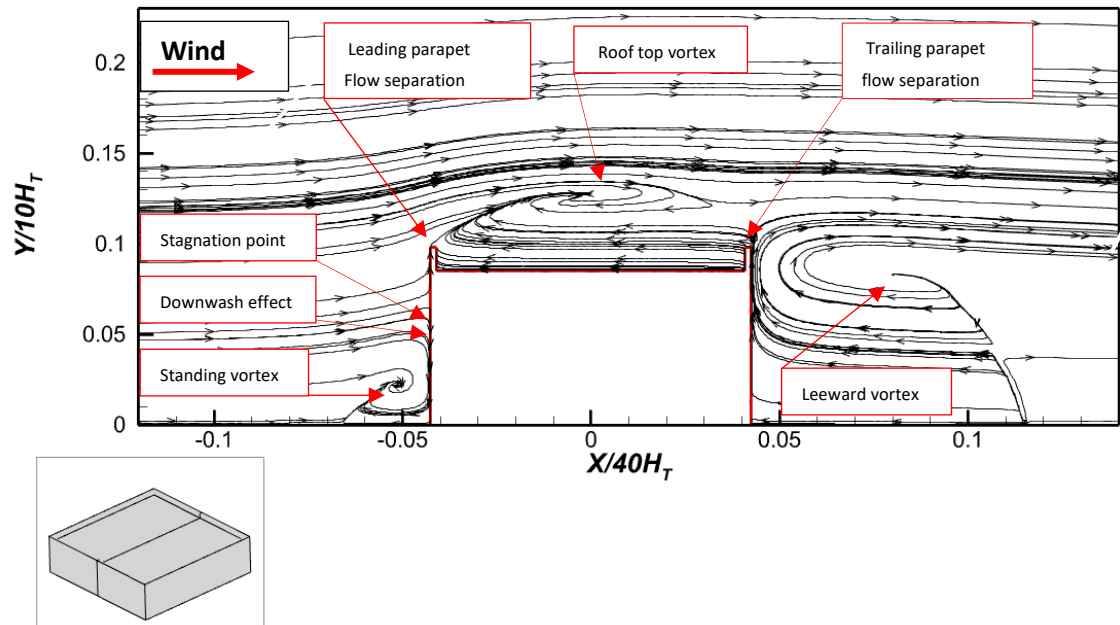 Wind
Leading parapet
Flow separation
Roof top vortex
Trailing parapet
flow separation
Stagnation point
Downwash effect
Standing vortex
Leeward vortex
0.2
0.15
0.1
0.05
0
Y/10H_T
-0.1
-0.05
0
0.05
0.1
X/40H_T